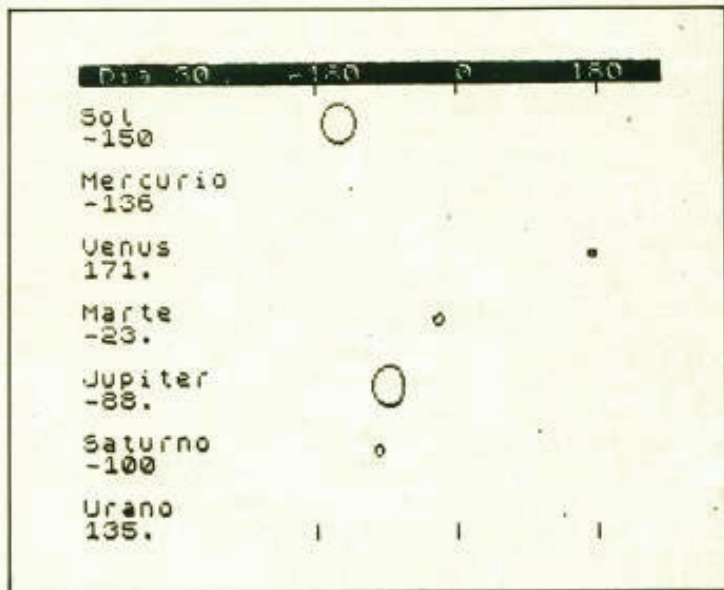 Dia 30. -180 0 180
Sol
-150
Mercurio
-136
Venus
171.
Marte
-23.
Jupiter
-88.
Saturno
-100
Urano
135.